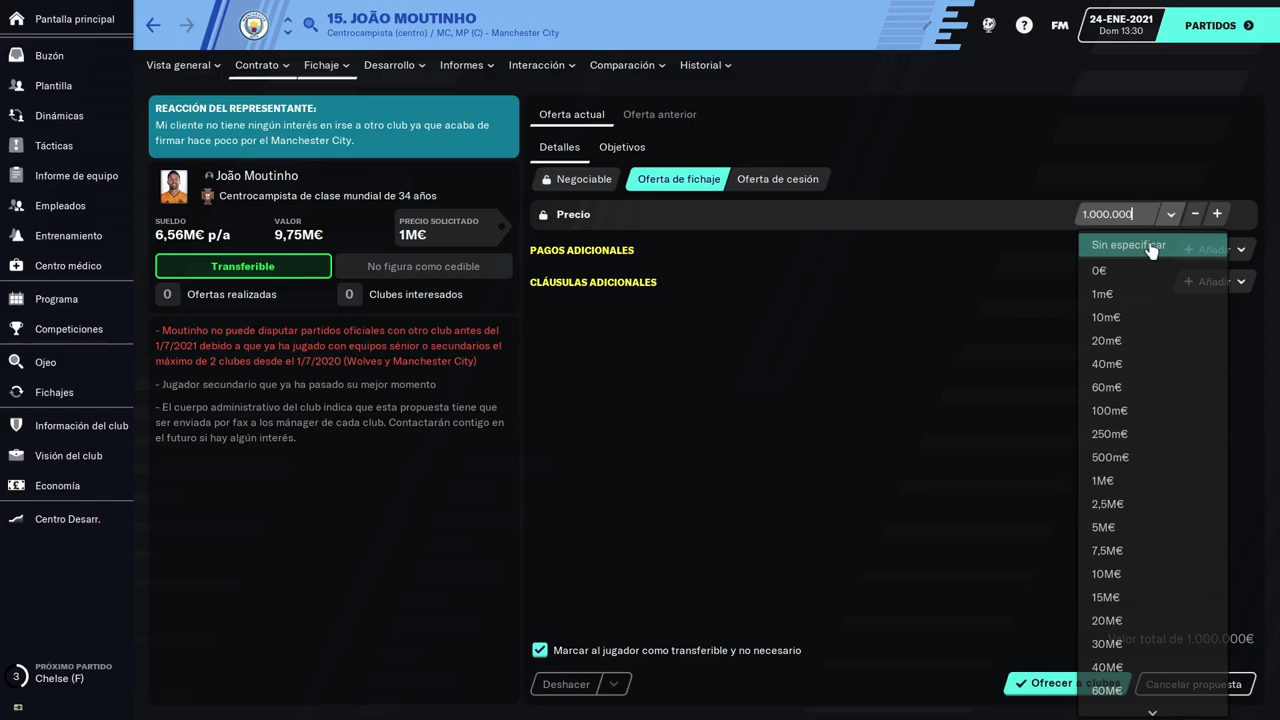 Pantalla principal
Buzón
Plantilla
Dinámicas
Tácticas
Informe de equipo
Empleados
Entrenamiento
Centro médico
Programa
Competiciones
Ojeo
Fichajes
Información del club
Visión del club
Economía
Centro Desarr.
3
PRÓXIMO PARTIDO
Chelse (F)
15. JOÃO MOUTINHO
Centrocampista (centro) / MC, MP (C) - Manchester City
?
FM
24-ENE-2021
Dom 13:30
PARTIDOS
Vista general
Contrato
Fichaje
Desarrollo
Informes
Interacción
Comparación
Historial
REACCIÓN DEL REPRESENTANTE:
Mi cliente no tiene ningún interés en irse a otro club ya que acaba de
firmar hace poco por el Manchester City.
João Moutinho
Centrocampista de clase mundial de 34 años
SUELDO
6,56M€ p/a
VALOR
9,75M€
PRECIO SOLICITADO
1M€
Transferible
No figura como cedible
0 Ofertas realizadas
0 Clubes interesados
- Moutinho no puede disputar partidos oficiales con otro club antes del
1/7/2021 debido a que ya ha jugado con equipos sénior o secundarios el
máximo de 2 clubes desde el 1/7/2020 (Wolves y Manchester City)
- Jugador secundario que ya ha pasado su mejor momento
- El cuerpo administrativo del club indica que esta propuesta tiene que
ser enviada por fax a los mánager de cada club. Contactarán contigo en
el futuro si hay algún interés.
Oferta actual
Oferta anterior
Detalles
Objetivos
Negociable
Oferta de fichaje
Oferta de cesión
Precio
1.000.000
PAGOS ADICIONALES
+ Añadir
CLÁUSULAS ADICIONALES
+ Añadir
Sin especificar
0€
1m€
10m€
20m€
40m€
60m€
100m€
250m€
500m€
1M€
2,5M€
5M€
7,5M€
10M€
15M€
20M€
30M€
40M€
60M€
Valor total de 1.000.000€
Marcar al jugador como transferible y no necesario
Deshacer
Ofrecer a clubes
Cancelar propuesta